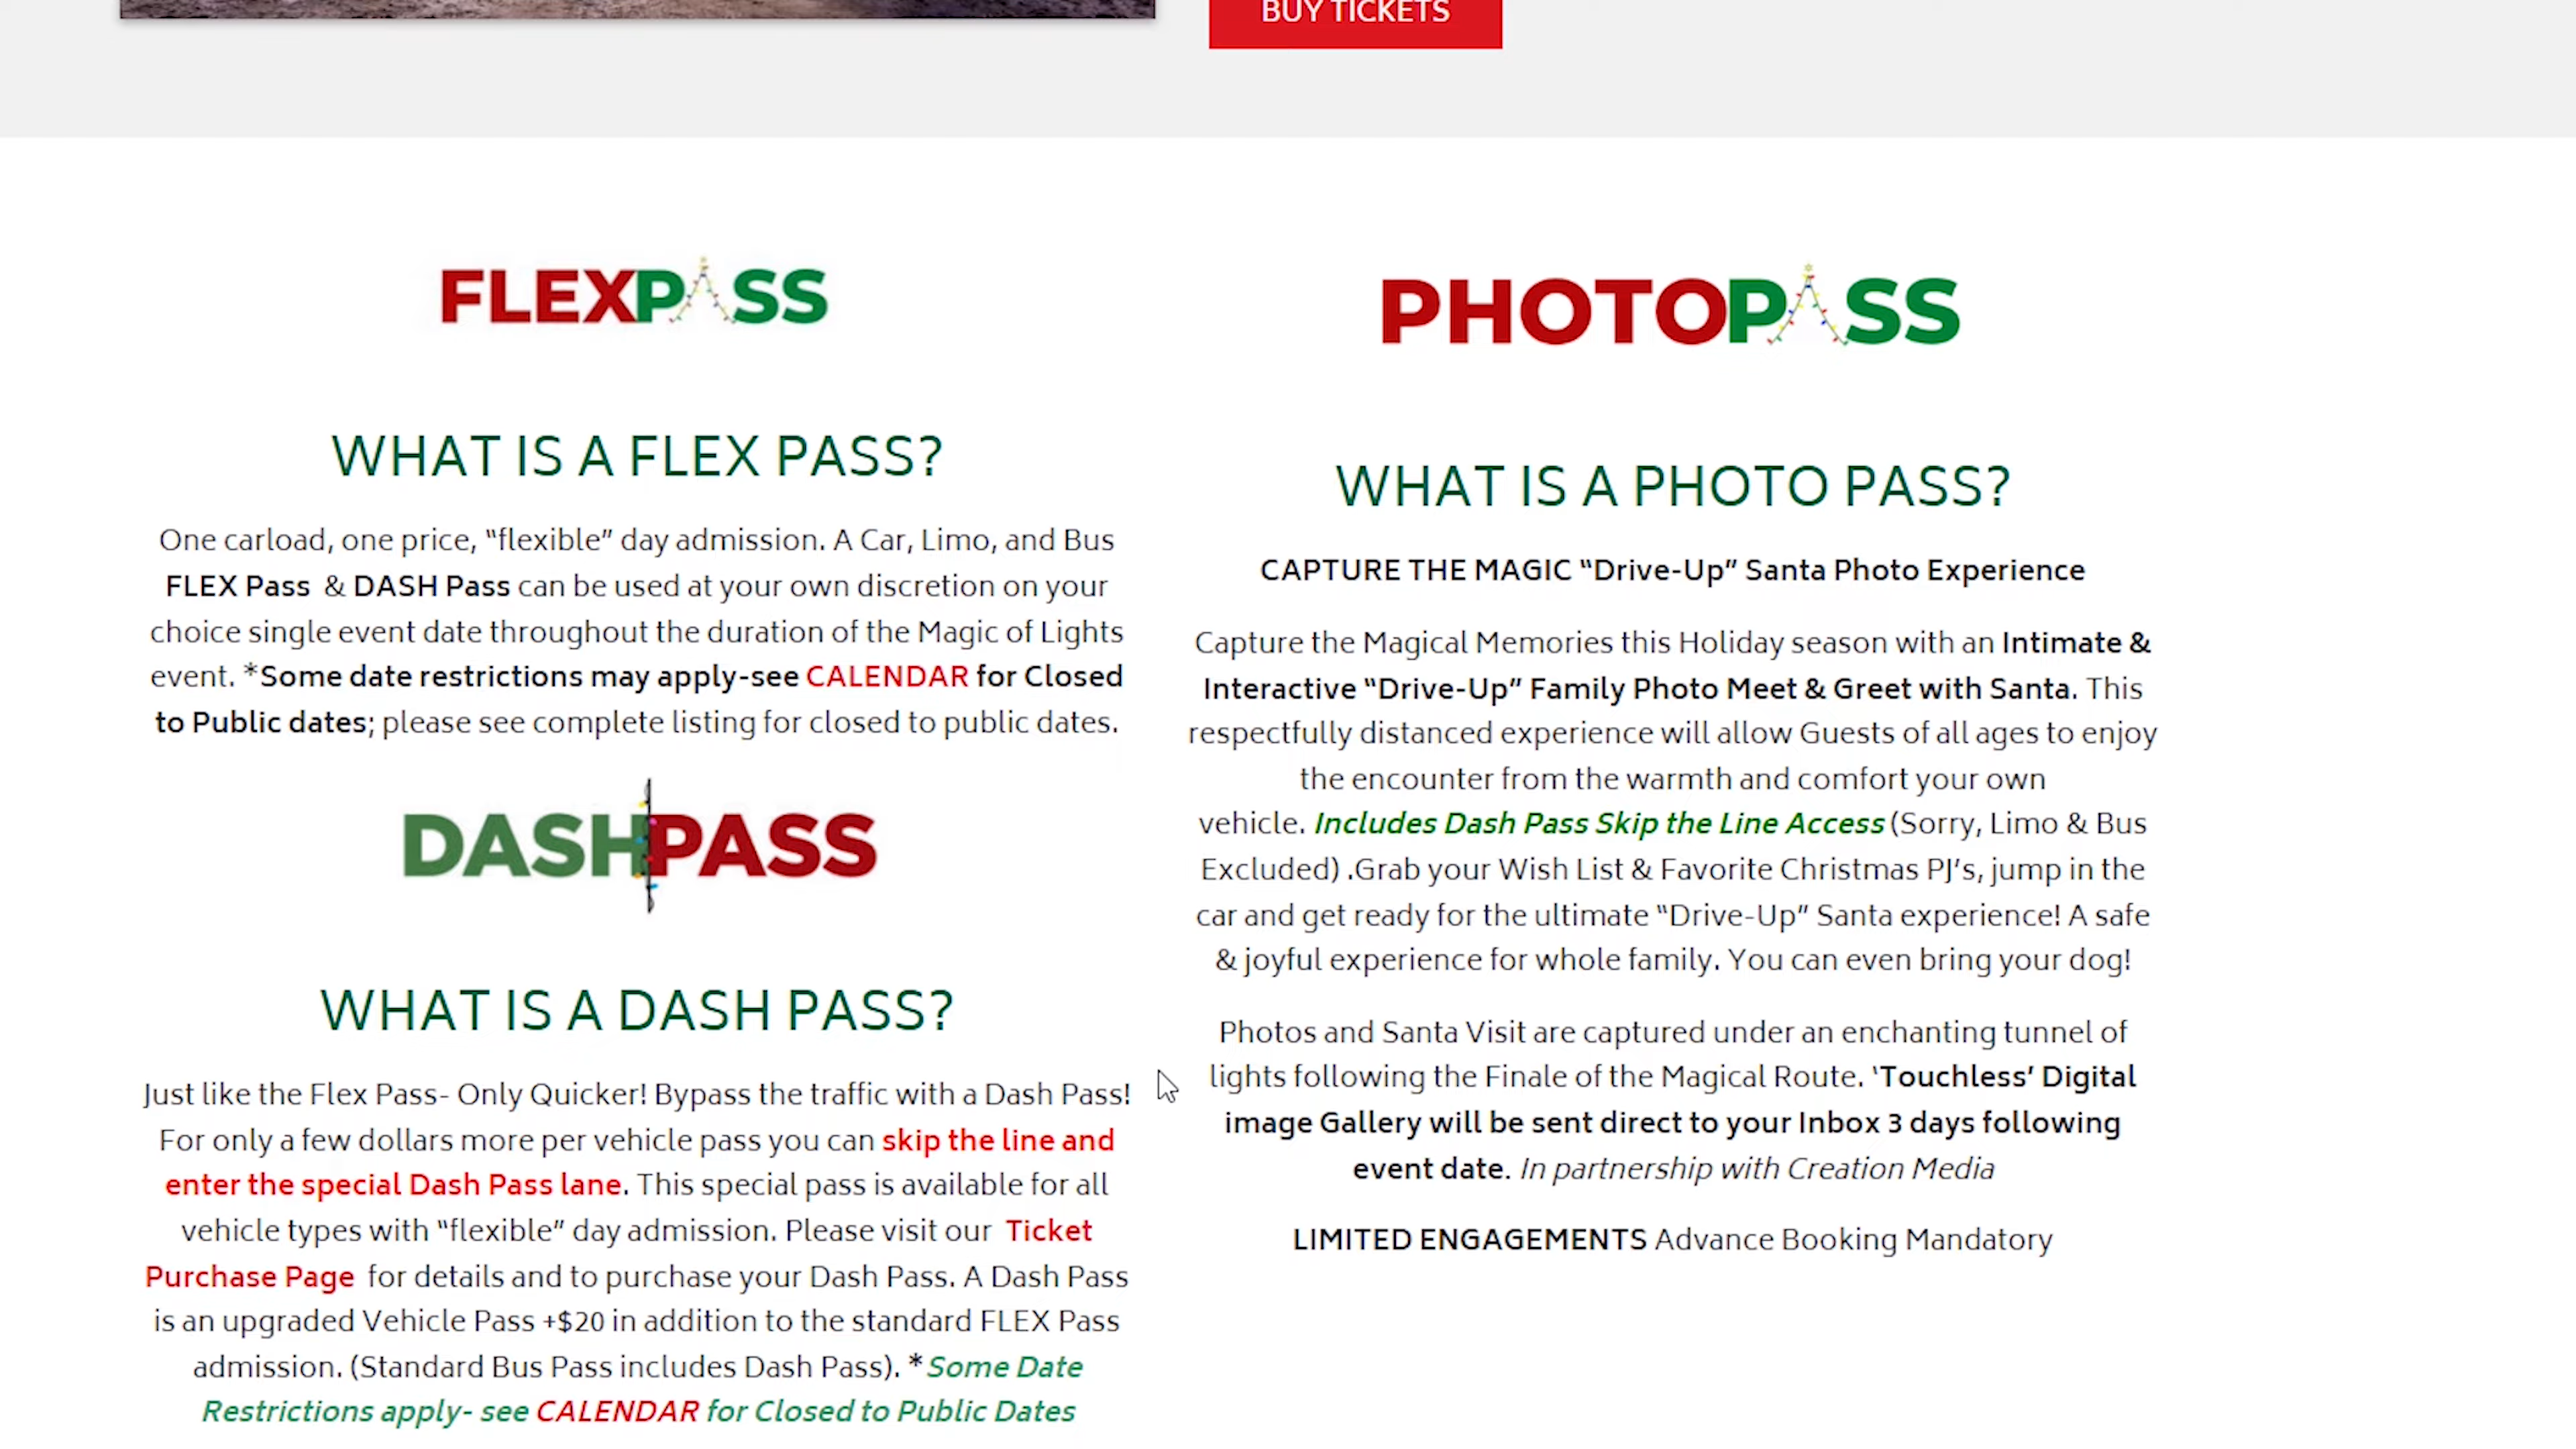 BUY TICKETS
FLEXPASS
WHAT IS A FLEX PASS?
One carload, one price, “flexible” day admission. A Car, Limo, and Bus
FLEX Pass & DASH Pass can be used at your own discretion on your
choice single event date throughout the duration of the Magic of Lights
event. *Some date restrictions may apply-see CALENDAR for Closed
to Public dates; please see complete listing for closed to public dates.
DASHPASS
WHAT IS A DASH PASS?
Just like the Flex Pass- Only Quicker! Bypass the traffic with a Dash Pass!
For only a few dollars more per vehicle pass you can skip the line and
enter the special Dash Pass lane. This special pass is available for all
vehicle types with “flexible” day admission. Please visit our Ticket
Purchase Page for details and to purchase your Dash Pass. A Dash Pass
is an upgraded Vehicle Pass +$20 in addition to the standard FLEX Pass
admission. (Standard Bus Pass includes Dash Pass). *Some Date
Restrictions apply- see CALENDAR for Closed to Public Dates
PHOTOPASS
WHAT IS A PHOTO PASS?
CAPTURE THE MAGIC “Drive-Up” Santa Photo Experience
Capture the Magical Memories this Holiday season with an Intimate &
Interactive “Drive-Up” Family Photo Meet & Greet with Santa. This
respectfully distanced experience will allow Guests of all ages to enjoy
the encounter from the warmth and comfort your own
vehicle. Includes Dash Pass Skip the Line Access (Sorry, Limo & Bus
Excluded) .Grab your Wish List & Favorite Christmas PJ’s, jump in the
car and get ready for the ultimate “Drive-Up” Santa experience! A safe
& joyful experience for whole family. You can even bring your dog!
Photos and Santa Visit are captured under an enchanting tunnel of
lights following the Finale of the Magical Route. ‘Touchless’ Digital
image Gallery will be sent direct to your Inbox 3 days following
event date. In partnership with Creation Media
LIMITED ENGAGEMENTS Advance Booking Mandatory